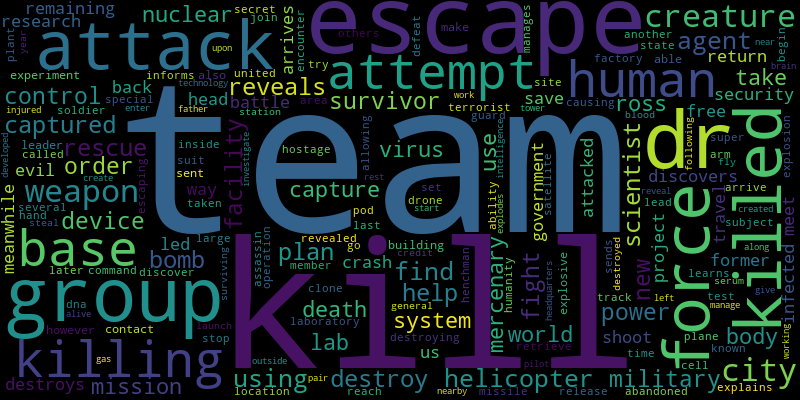 remaining
research
nuclear
secret
join
arrives
escape
creature
plant
year
attack
upon
others
make
manages
another
state
factory
able
agent
return
near
begin
experiment
informs
also
united
encounter
try
defeat
attempt
human
take
control
special
back
reveals
site
terrorist
save
causing
security
soldier
head
battle
area
survivor
work
ross
free
explosion
captured
injured
technology
father
station
guard
blood
super
brain
leader
enter
team
tower
dr
following
rescue
called
inside
investigate
hostage
allowing
virus
use
intelligence
attacked
scientist
arm
fly
evil
order
suit
sent
facility
rest
discovers
killed
developed
create
escaping
way
taken
capture
explodes
ability
government
satellite
project
lead
reveal
arrive
meanwhile
weapon
several
hand
steal
device
pod
drone
set
start
subject
created
travel
meet
base
led
large
bomb
assassin
operation
revealed
last
go
building
credit
mercenary
headquarters
humanity
sends
destroyed
former
along
infected
later
command
discover
surviving
plan
member
crash
find
henchman
fight
explosive
new
learns
test
serum
give
group
dna
alive
clone
kill
death
help
track
left
force
power
manage
body
however
contact
launch
stop
laboratory
general
system
world
shoot
plane
known
killing
gas
lab
destroying
us
retrieve
time
cell
working
destroys
mission
outside
using
pair
destroy
pilot
helicopter
military
city
location
reach
nearby
missile
release
abandoned
explains